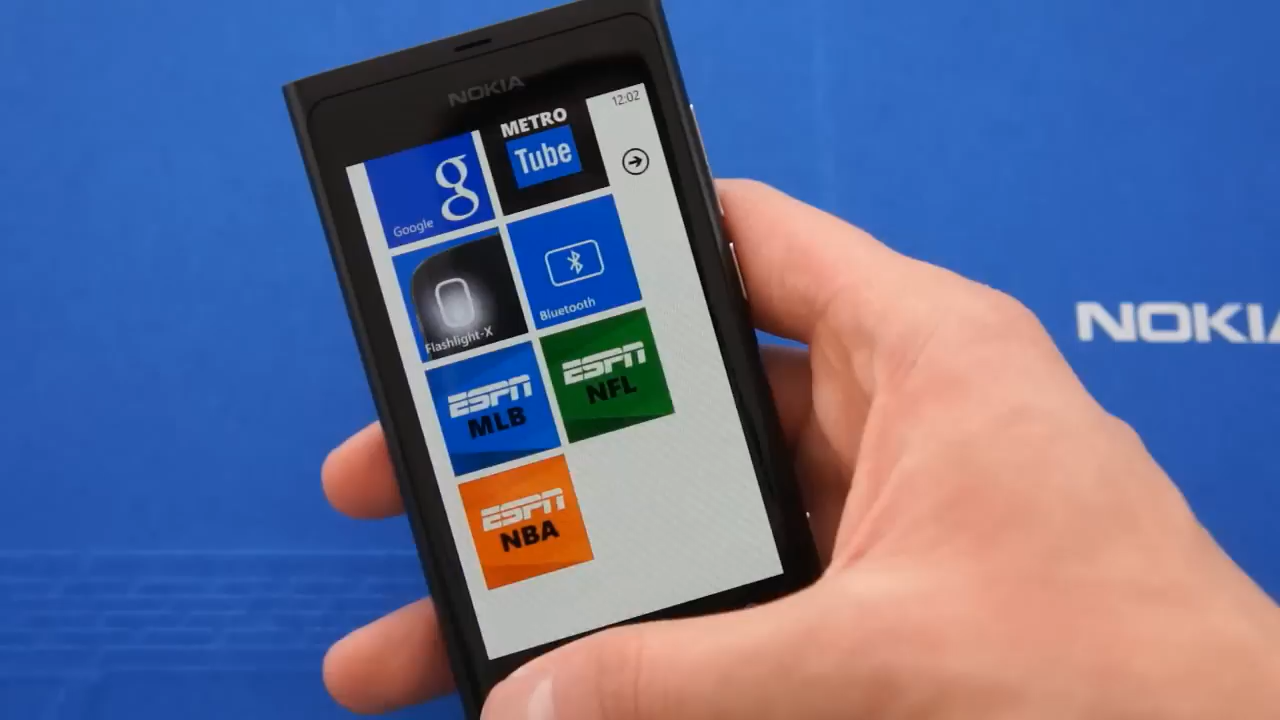 NOKIA
12:02
METRO
Tube
g
Google
Flashlight-X
Bluetooth
ESPN
MLB
ESPN
NFL
ESPN
NBA
NOKIA